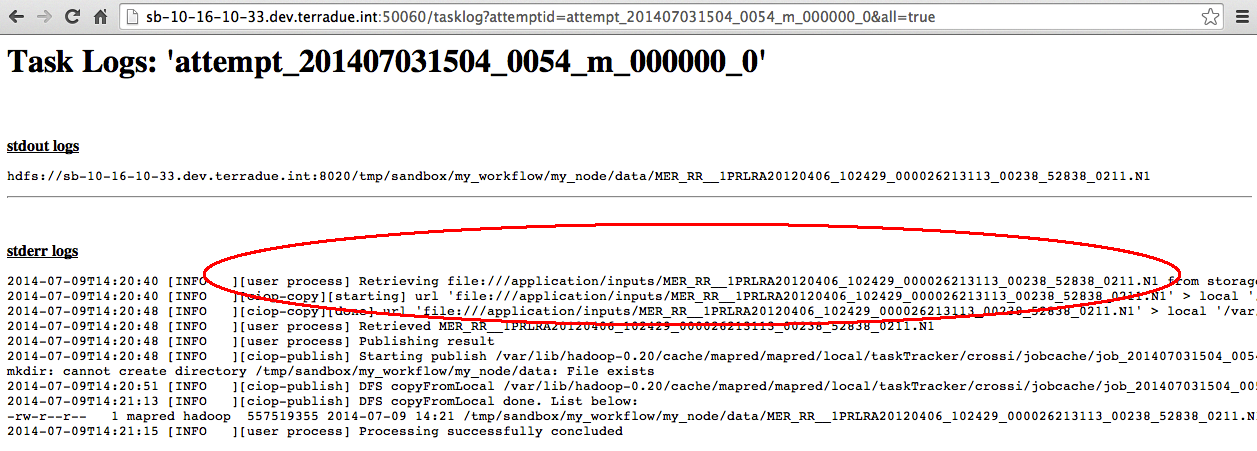 sb-10-16-10-33.dev.terradue.int:50060/tasklog?attemptid=attempt_201407031504_0054_m_000000_0&all=true
Task Logs: 'attempt_201407031504_0054_m_000000_0'
stdout logs
hdfs://sb-10-16-10-33.dev.terradue.int:8020/tmp/sandbox/my_workflow/my_node/data/MER_RR__1PRLRA20120406_102429_000026213113_00238_52838_0211.N1
stderr logs
2014-07-09T14:20:40 [INFO   ][user process] Retrieving file:///application/inputs/MER_RR__1PRLRA20120406_102429_000026213113_00238_52838_0211.N1 from storage
2014-07-09T14:20:40 [INFO   ][ciop-copy][starting] url 'file:///application/inputs/MER_RR__1PRLRA20120406_102429_000026213113_00238_52838_0211.N1' > local '/
2014-07-09T14:20:48 [INFO   ][ciop-copy][done] url 'file:///application/inputs/MER_RR__1PRLRA20120406_102429_000026213113_00238_52838_0211.N1' > local '/var/
2014-07-09T14:20:48 [INFO   ][user process] Retrieved MER_RR__1PRLRA20120406_102429_000026213113_00238_52838_0211.N1
2014-07-09T14:20:48 [INFO   ][user process] Publishing result
2014-07-09T14:20:48 [INFO   ][ciop-publish] Starting publish /var/lib/hadoop-0.20/cache/mapred/mapred/local/taskTracker/crossi/jobcache/job_201407031504_0054
mkdir: cannot create directory /tmp/sandbox/my_workflow/my_node/data: File exists
2014-07-09T14:20:51 [INFO   ][ciop-publish] DFS copyFromLocal /var/lib/hadoop-0.20/cache/mapred/mapred/local/taskTracker/crossi/jobcache/job_201407031504_005
2014-07-09T14:21:13 [INFO   ][ciop-publish] DFS copyFromLocal done. List below:
-rw-r--r--   1 mapred hadoop  557519355 2014-07-09 14:21 /tmp/sandbox/my_workflow/my_node/data/MER_RR__1PRLRA20120406_102429_000026213113_00238_52838_0211.N1
2014-07-09T14:21:15 [INFO   ][user process] Processing successfully concluded